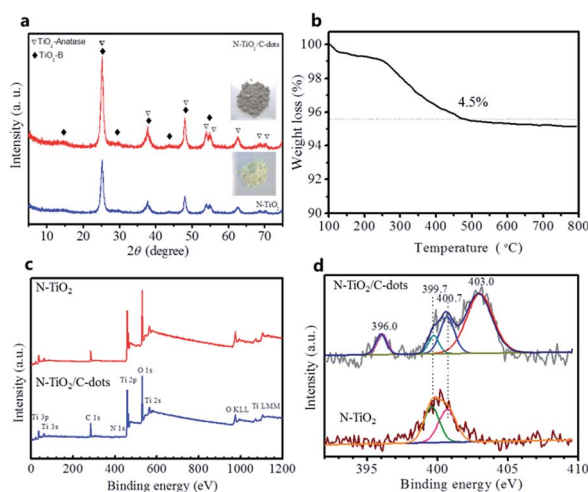 a
▽ TiO₂-Anatase
◆ TiO₂-B
N-TiO₂/C-dots
N-TiO₂
Intensity (a. u.)
10 20 30 40 50 60 70
2θ (degree)
b
100
98
96
94
92
90
4.5%
Weight loss (%)
100 200 300 400 500 600 700 800
Temperature ( °C)
c
N-TiO₂
N-TiO₂/C-dots
Ti 3p
Ti 3s
C 1s
N 1s
Ti 2p
O 1s
Ti 2s
O KLL
Ti LMM
Intensity (a.u.)
0 200 400 600 800 1000 1200
Binding energy (eV)
d
N-TiO₂/C-dots
396.0
399.7
400.7
403.0
N-TiO₂
Intensity (a.u.)
395 400 405 410
Binding energy (eV)